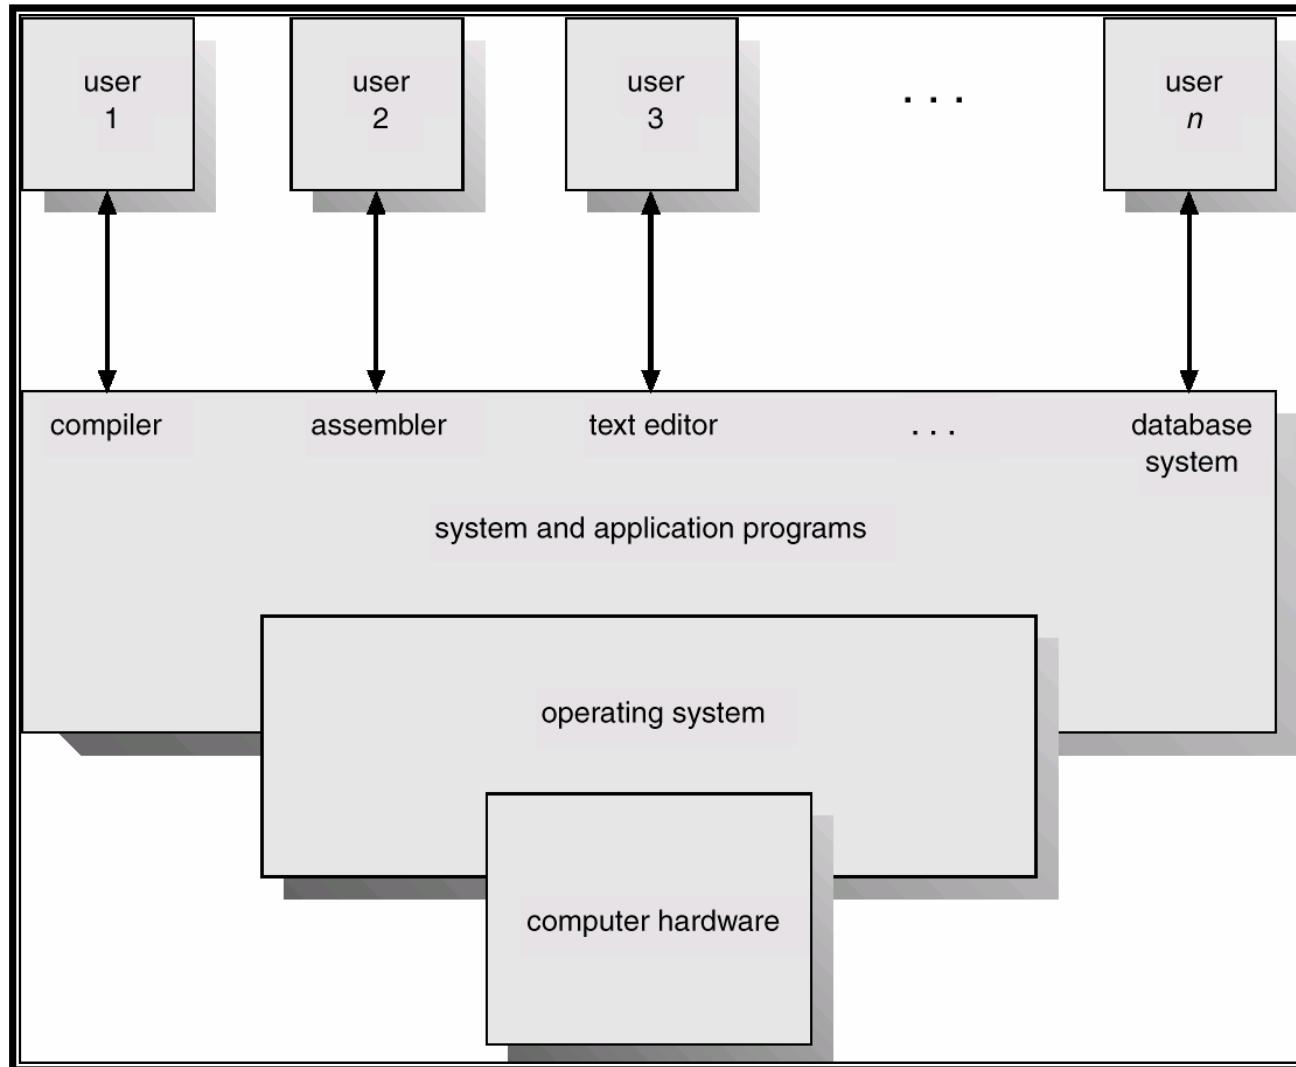 user
1
user
2
user
3
. . .
user
n
compiler
assembler
text editor
. . .
database
system
system and application programs
operating system
computer hardware